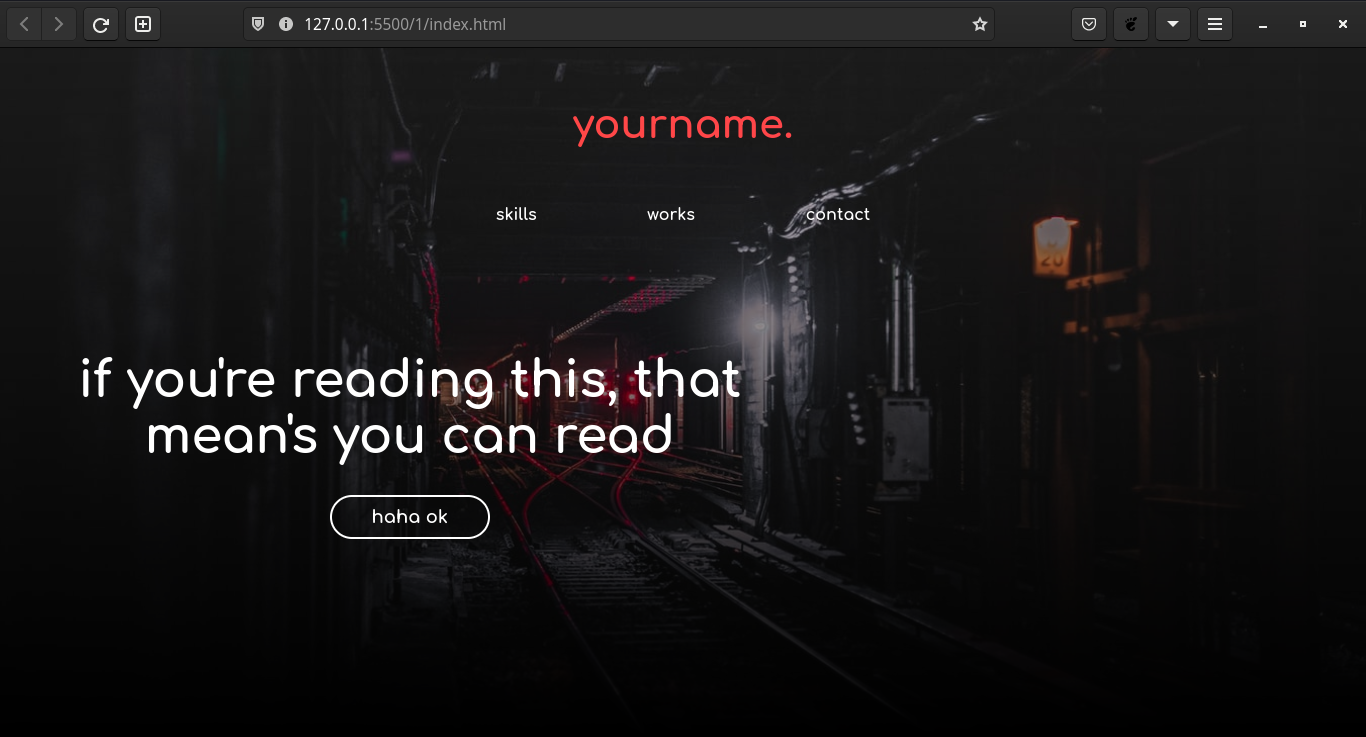 127.0.0.1:5500/1/index.html
yourname.
skills works contact
20
if you're reading this, that
mean's you can read
haha ok